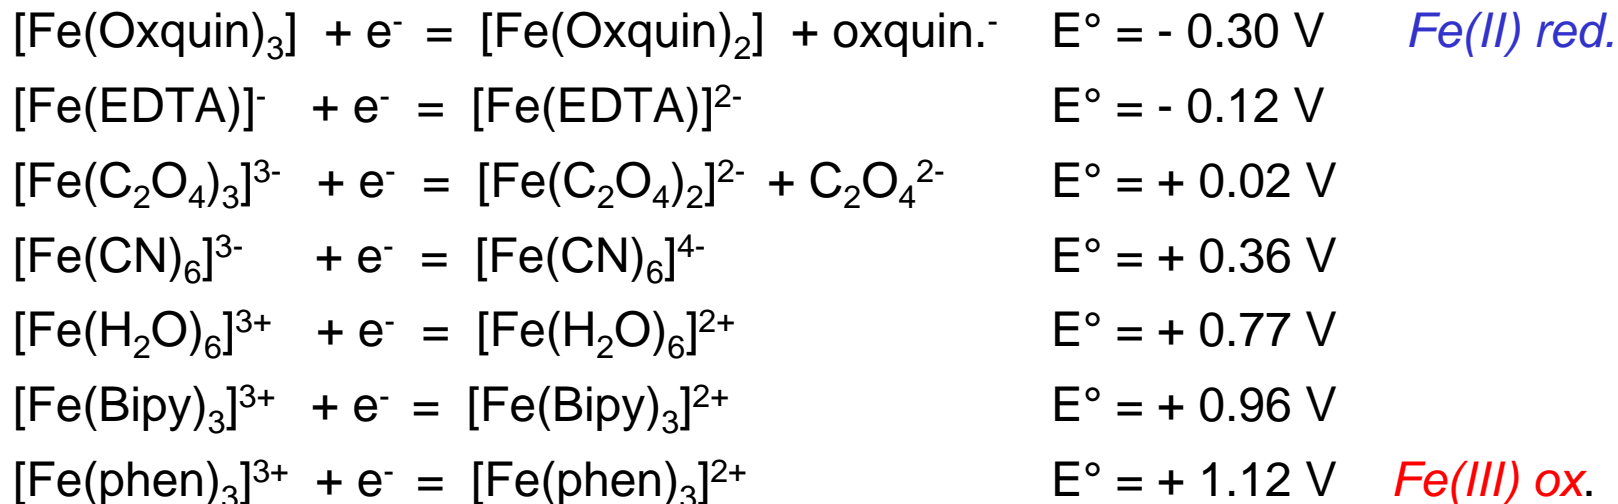 [Fe(Oxquin)₃] + e⁻ = [Fe(Oxquin)₂] + oxquin.⁻ E° = - 0.30 V Fe(II) red.
[Fe(EDTA)]⁻ + e⁻ = [Fe(EDTA)]²⁻ E° = - 0.12 V
[Fe(C₂O₄)₃]³⁻ + e⁻ = [Fe(C₂O₄)₂]²⁻ + C₂O₄²⁻ E° = + 0.02 V
[Fe(CN)₆]³⁻ + e⁻ = [Fe(CN)₆]⁴⁻ E° = + 0.36 V
[Fe(H₂O)₆]³⁺ + e⁻ = [Fe(H₂O)₆]²⁺ E° = + 0.77 V
[Fe(Bipy)₃]³⁺ + e⁻ = [Fe(Bipy)₃]²⁺ E° = + 0.96 V
[Fe(phen)₃]³⁺ + e⁻ = [Fe(phen)₃]²⁺ E° = + 1.12 V Fe(III) ox.